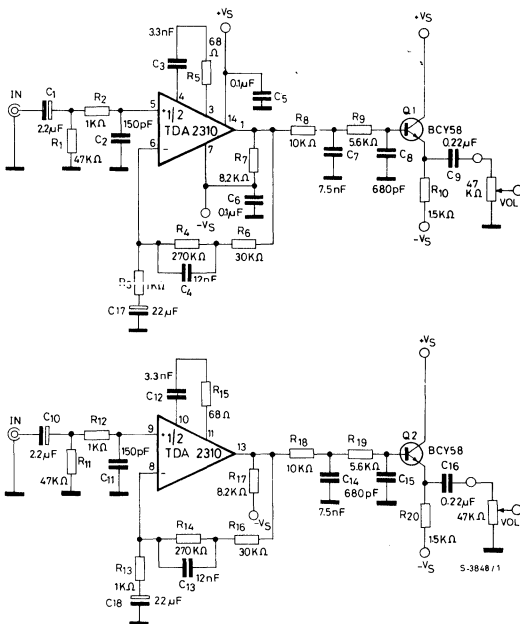 +VS
3.3nF
68
Ω
C3
R5
0.1µF
C5
IN
C1
R2
4
3
14
5
+
1/2
TDA 2310
1
2.2µF
1KΩ
150pF
R1
C2
47KΩ
6
-
7
R7
8.2KΩ
C6
0.1µF
-VS
R8
10KΩ
R9
5.6KΩ
C7
7.5nF
C8
680pF
Q1
BCY58
0.22µF
C9
R10
1.5KΩ
-VS
47
KΩ
VOL
R4
270KΩ
R6
30KΩ
12nF
C4
1KΩ
C17
22µF
+VS
3.3nF
C12
R15
68Ω
IN
C10
R12
10
11
9
+
1/2
TDA 2310
13
2.2µF
1KΩ
150pF
R11
C11
47KΩ
8
-
R17
8.2KΩ
-VS
R18
10KΩ
R19
5.6KΩ
C14
7.5nF
C15
680pF
Q2
BCY58
C16
0.22µF
R20
1.5KΩ
-VS
47KΩ
VOL
R14
270KΩ
R16
30KΩ
12nF
C13
R13
1KΩ
C18
22µF
S-3848/1